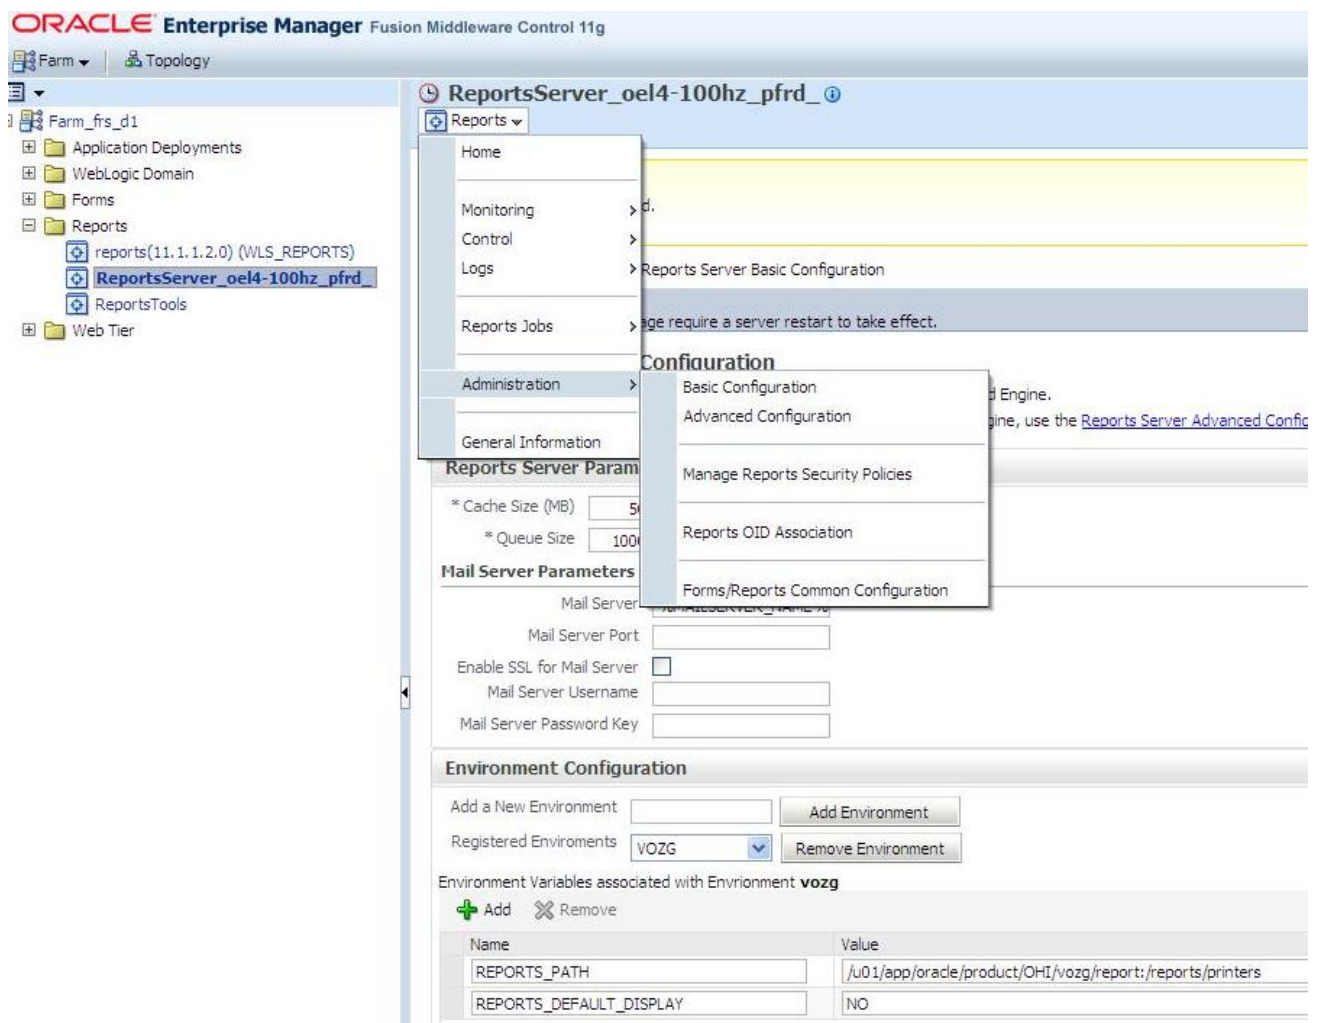 ORACLE Enterprise Manager Fusion Middleware Control 11g
Farm Topology
ReportsServer_oel4-100hz_pfrd_
Reports
Farm_frs_d1
Application Deployments
WebLogic Domain
Forms
Reports
reports(11.1.1.2.0) (WLS_REPORTS)
ReportsServer_oel4-100hz_pfrd_
ReportsTools
Web Tier
Home
Monitoring
Control
Logs
Reports Jobs
Administration
General Information
d.
Reports Server Basic Configuration
require a server restart to take effect.
Configuration
Basic Configuration
Advanced Configuration
Manage Reports Security Policies
Reports OID Association
Forms/Reports Common Configuration
Engine.
use the Reports Server Advanced
Reports Server Param
* Cache Size (MB)
* Queue Size
Mail Server Parameters
Mail Server
Mail Server Port
Enable SSL for Mail Server
Mail Server Username
Mail Server Password Key
Environment Configuration
Add a New Environment Add Environment
Registered Enviroments VOZG Remove Environment
Environment Variables associated with Envrionment vozg
Add Remove
Name Value
REPORTS_PATH /u01/app/oracle/product/OHI/vozg/report:/reports/printers
REPORTS_DEFAULT_DISPLAY NO